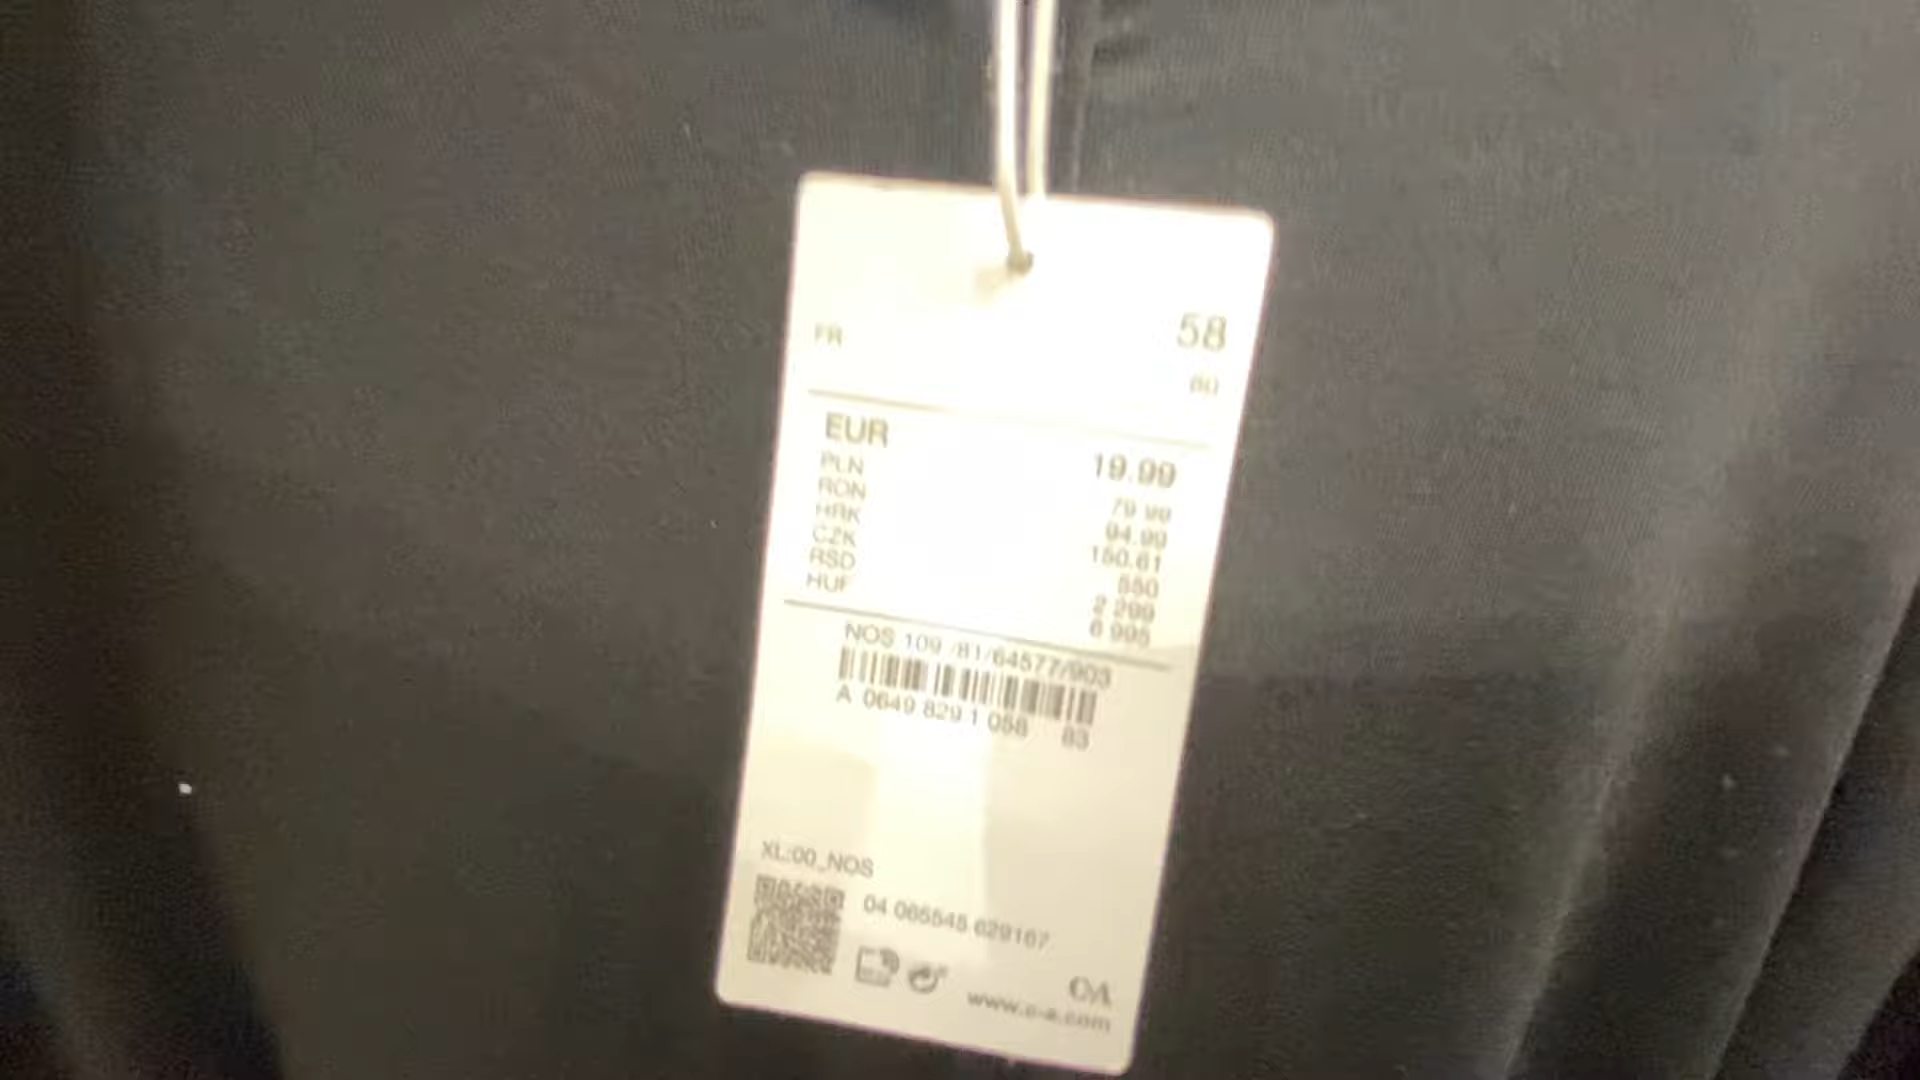 58
FR 60
EUR 19.99
PLN 79.99
RON 94.99
HRK 150.61
CZK 550
RSD 2 299
HUF 6 995
NOS 109 /81/64577/903
A 0649 829 1 058 83
XL:00_NOS
04 065545 629167
C&A
www.c-a.com